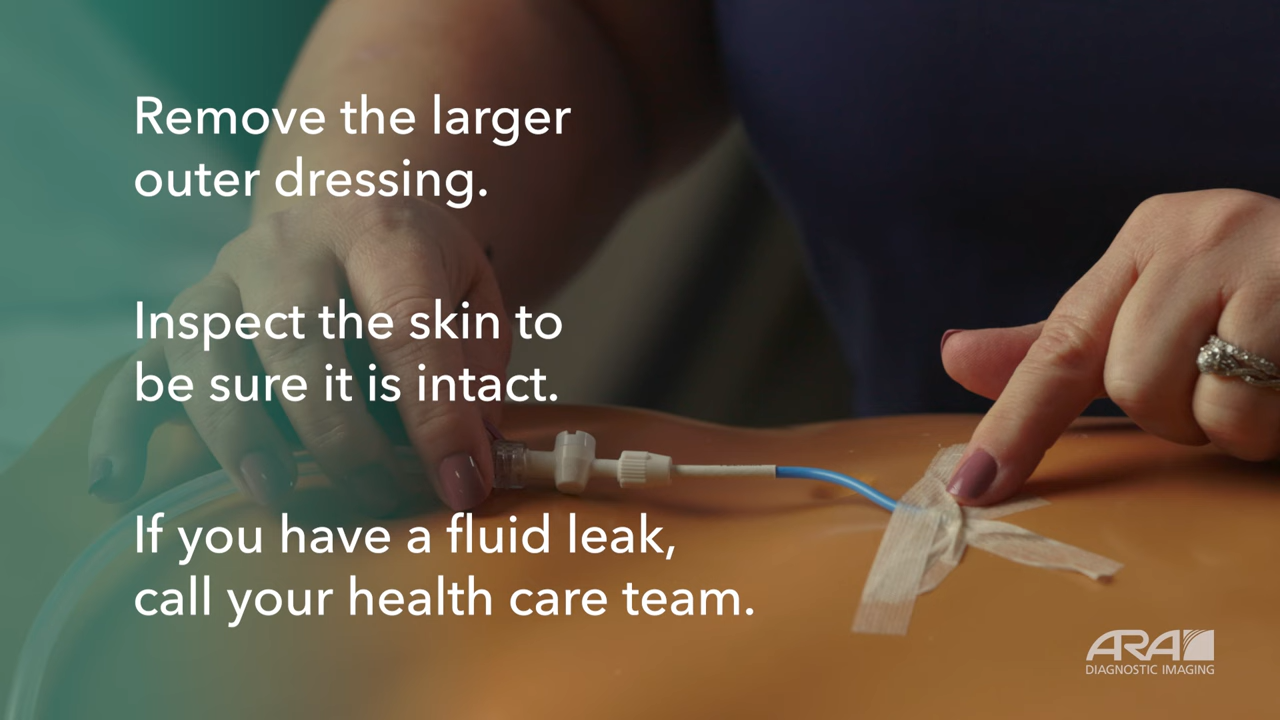 Remove the larger
outer dressing.
Inspect the skin to
be sure it is intact.
If you have a fluid leak,
call your health care team.
ARA
DIAGNOSTIC IMAGING